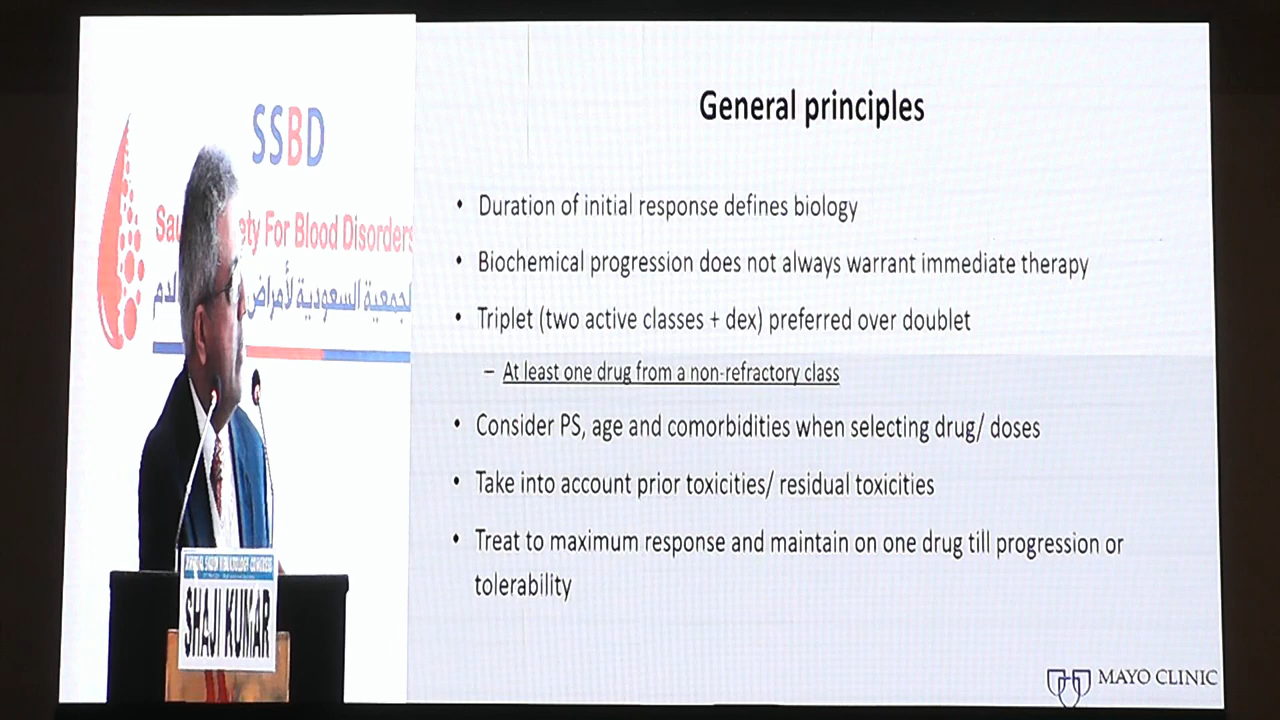 SSBD
Sau ety For Blood Disorders
الجمعية السعودية لأمراض الدم
General principles
• Duration of initial response defines biology
• Biochemical progression does not always warrant immediate therapy
• Triplet (two active classes + dex) preferred over doublet
– At least one drug from a non-refractory class
• Consider PS, age and comorbidities when selecting drug/ doses
• Take into account prior toxicities/ residual toxicities
• Treat to maximum response and maintain on one drug till progression or
tolerability
SHAJI KUMAR
MAYO CLINIC